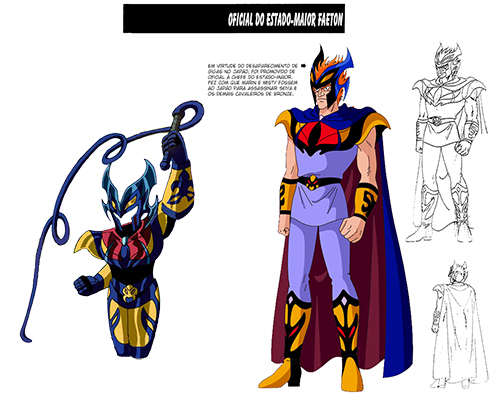 OFICIAL DO ESTADO-MAIOR FAETON
EM VIRTUDE DO DESAPARECIMENTO DE
GIGAS NO JAPÃO, FOI PROMOVIDO DE
OFICIAL A CHEFE DO ESTADO-MAIOR.
FEZ COM QUE MARIN E MISTY FOSSEM
AO JAPÃO PARA ASSASSINAR SEIYA E
OS DEMAIS CAVALEIROS DE BRONZE.